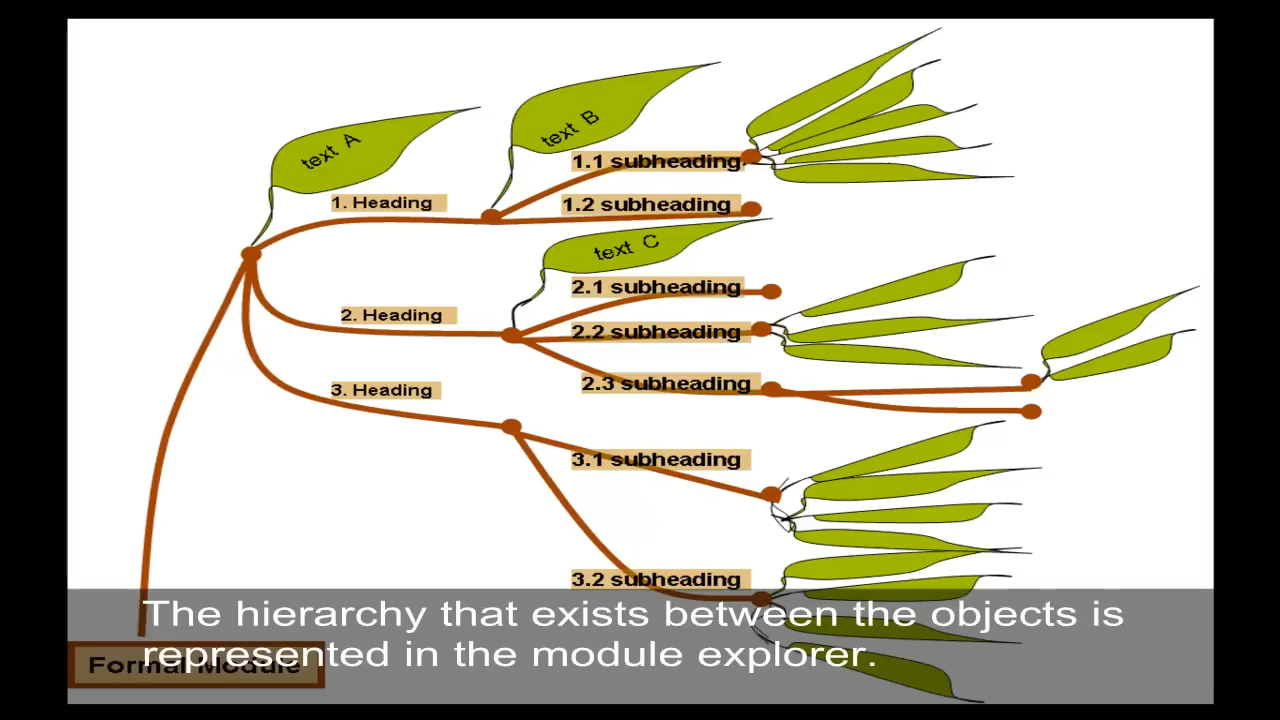 text A
text B
1.1 subheading
1. Heading
1.2 subheading
text C
2.1 subheading
2. Heading
2.2 subheading
2.3 subheading
3. Heading
3.1 subheading
3.2 subheading
The hierarchy that exists between the objects is
represented in the module explorer.
Formal Module